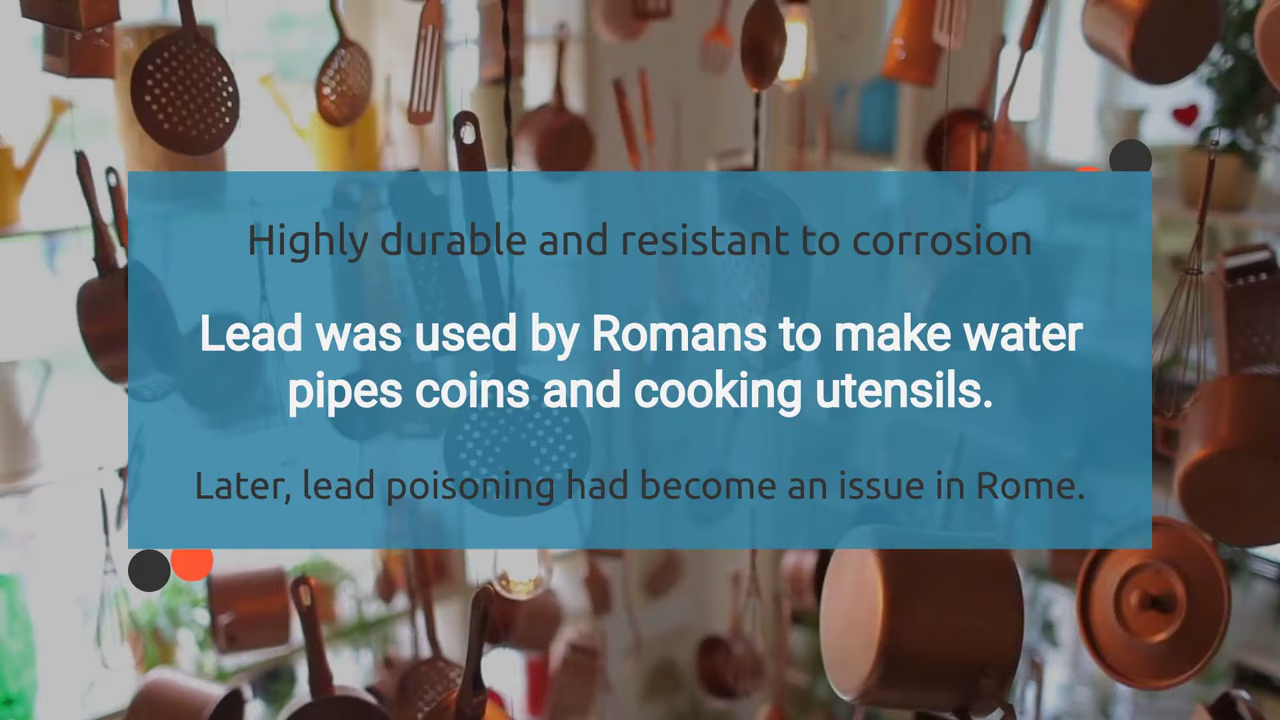 Highly durable and resistant to corrosion
Lead was used by Romans to make water
pipes coins and cooking utensils.
Later, lead poisoning had become an issue in Rome.